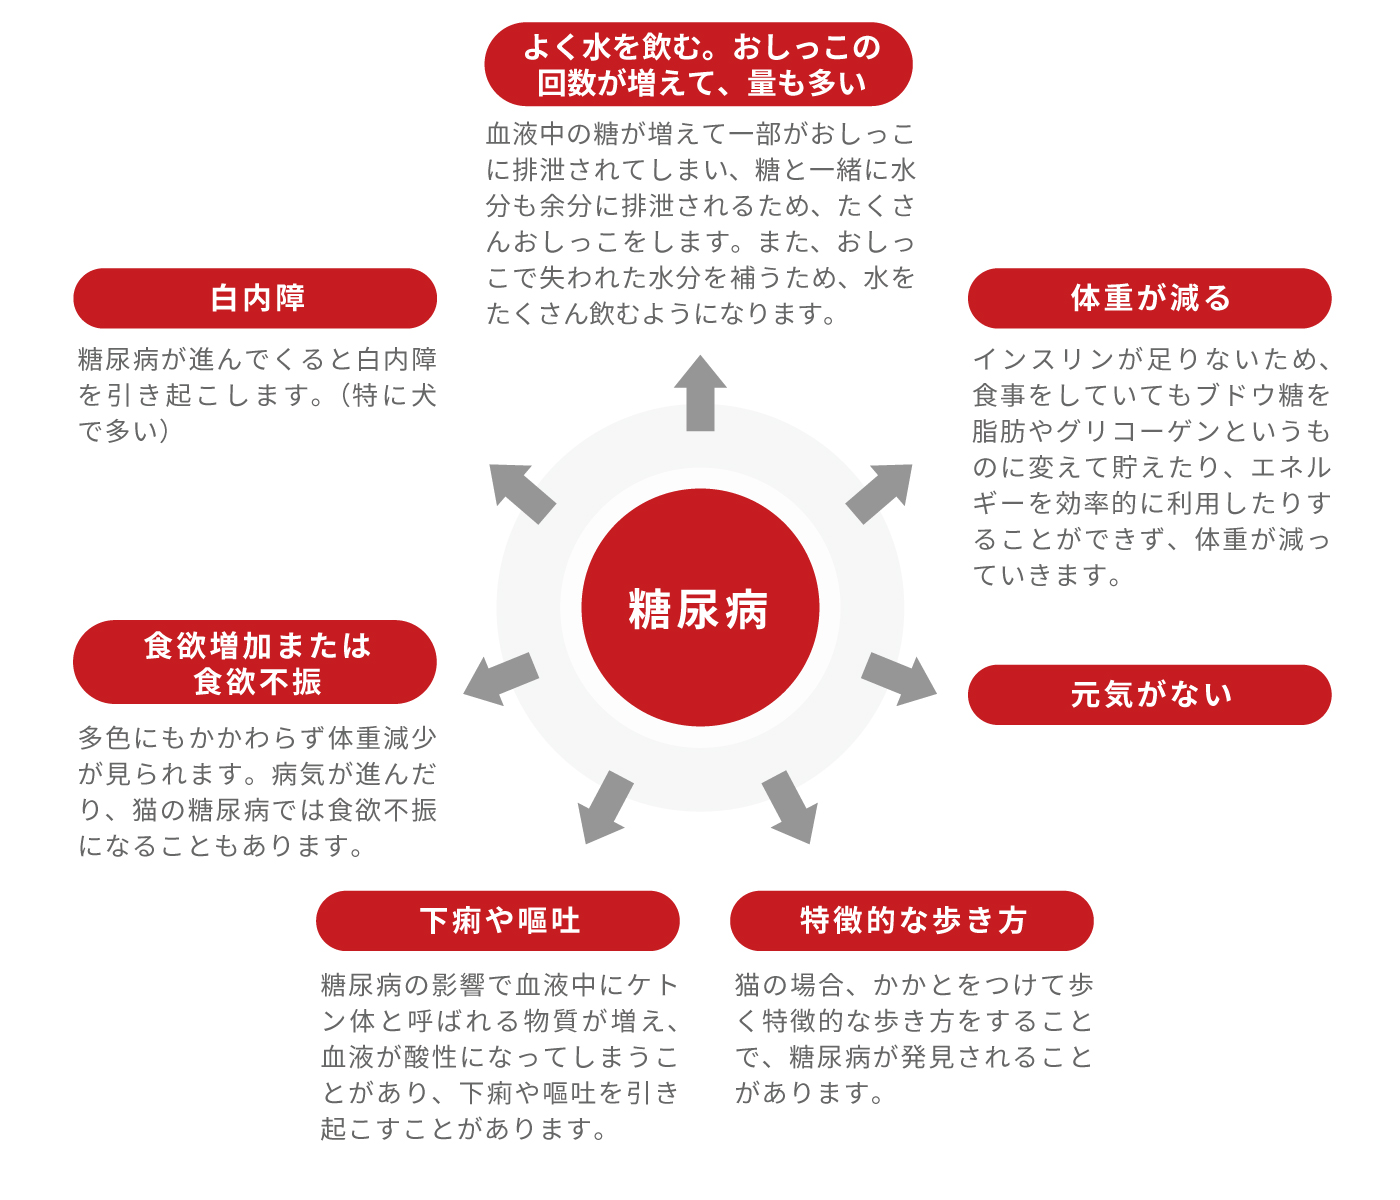 よく水を飲む。おしっこの
回数が増えて、量も多い
血液中の糖が増えて一部がおしっこ
に排泄されてしまい、糖と一緒に水
分も余分に排泄されるため、たくさ
んおしっこをします。また、おしっ
こで失われた水分を補うため、水を
たくさん飲むようになります。
白内障
糖尿病が進んでくると白内障
を引き起こします。（特に犬
で多い）
体重が減る
インスリンが足りないため、
食事をしていてもブドウ糖を
脂肪やグリコーゲンというも
のに変えて貯えたり、エネル
ギーを効率的に利用したりす
ることができず、体重が減っ
ていきます。
糖尿病
食欲増加または
食欲不振
多色にもかかわらず体重減少
が見られます。病気が進んだ
り、猫の糖尿病では食欲不振
になることもあります。
元気がない
下痢や嘔吐
糖尿病の影響で血液中にケト
ン体と呼ばれる物質が増え、
血液が酸性になってしまうこ
とがあり、下痢や嘔吐を引き
起こすことがあります。
特徴的な歩き方
猫の場合、かかとをつけて歩
く特徴的な歩き方をすること
で、糖尿病が発見されること
があります。